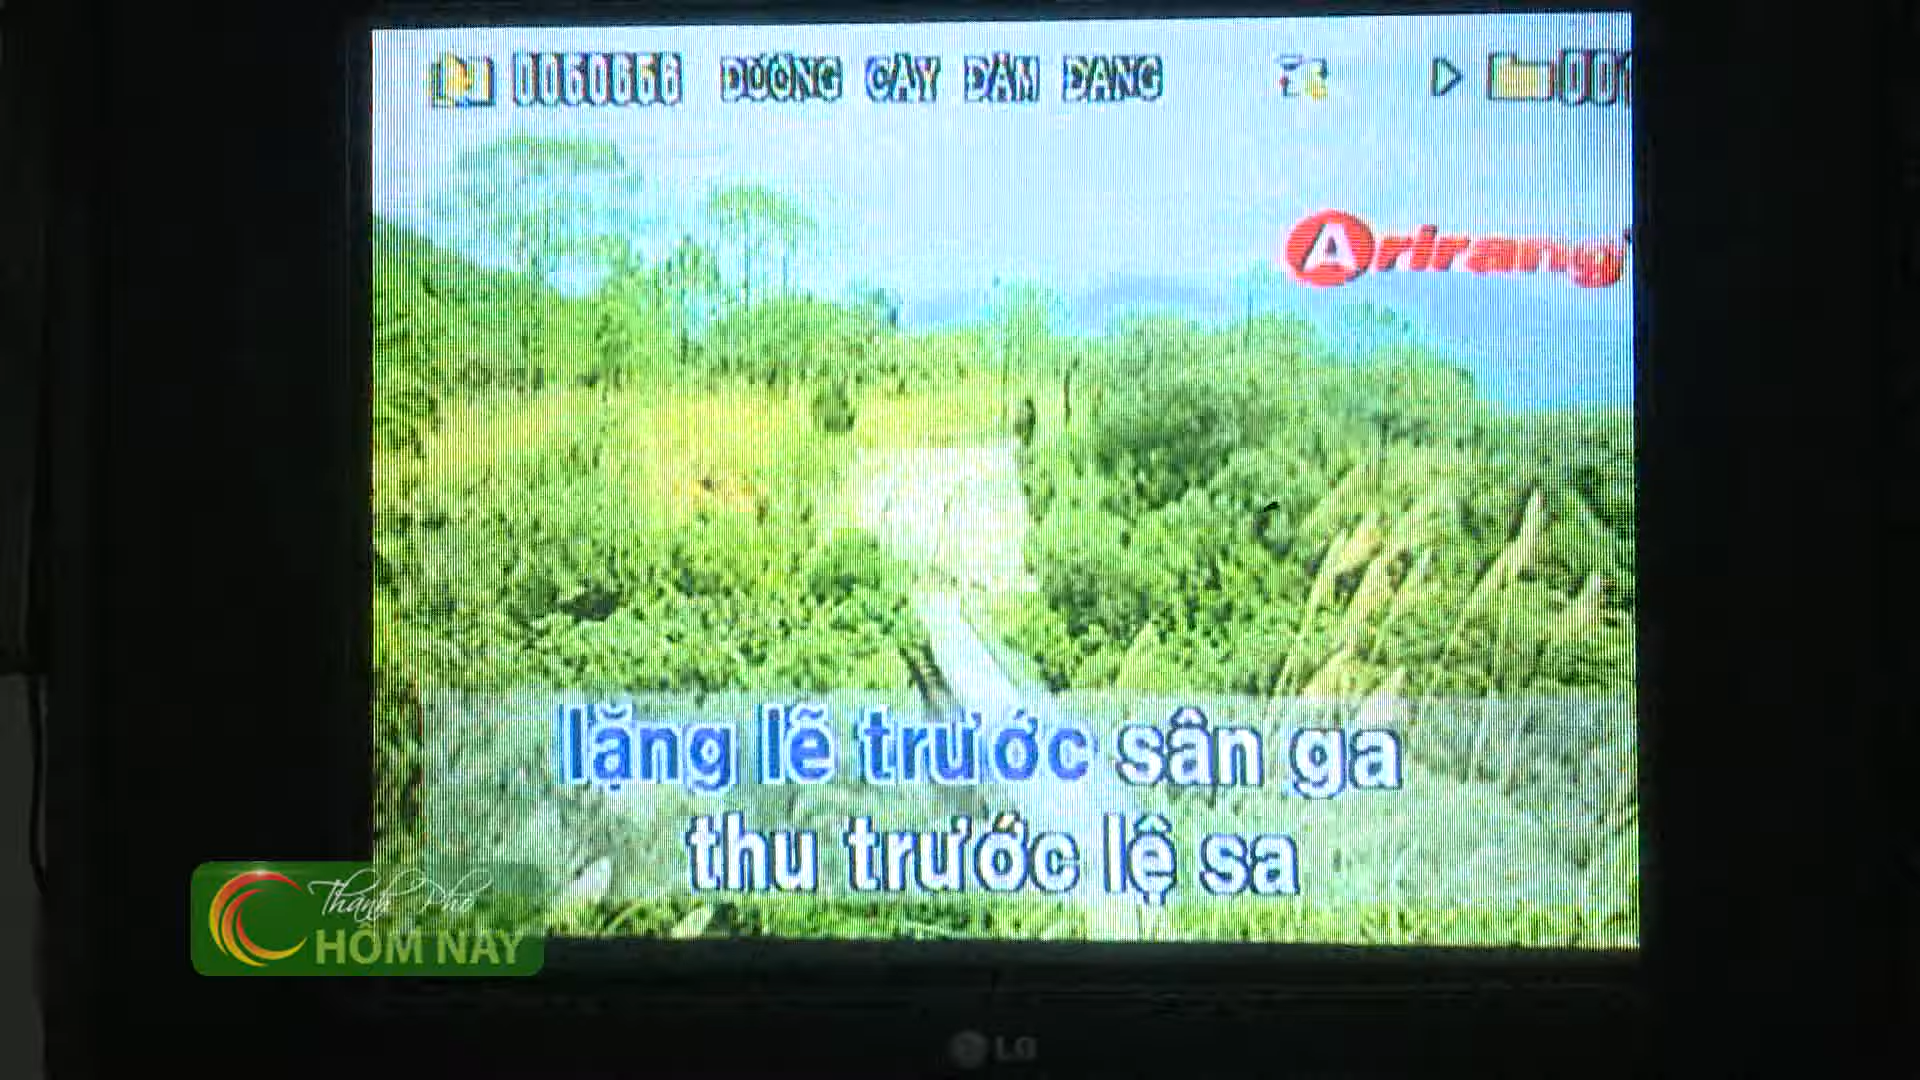 DUONG CAY DAM DANG
Arirang
lặng lẽ trước sân ga
thu trước lệ sa
Thành Phố
HÔM NAY
LG